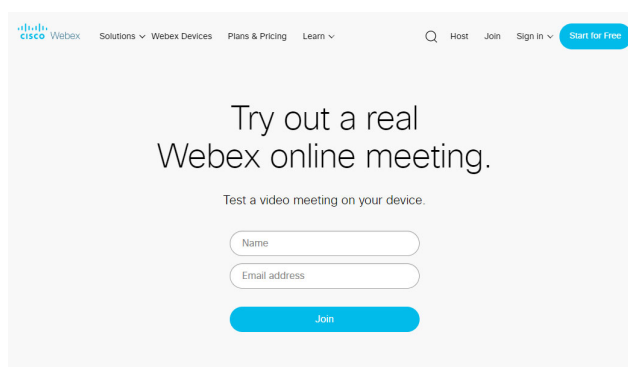 CISCO Webex Solutions Webex Devices Plans & Pricing Learn Host Join Sign in Start for Free
Try out a real
Webex online meeting.
Test a video meeting on your device.
Name
Email address
Join